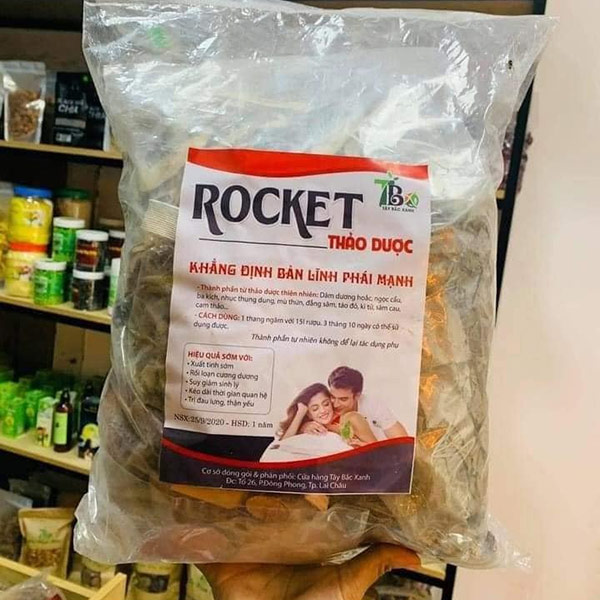 ROCKET
THẢO DƯỢC
TÂY BẮC XANH
KHẲNG ĐỊNH BẢN LĨNH PHÁI MẠNH
- Thành phần từ thảo dược thiên nhiên: Dâm dương hoắc, ngọc cẩu,
ba kích, nhục thung dung, mú thừn, đẳng sâm, táo đỏ, kỉ tử, sâm cau,
cam thảo...
- CÁCH DÙNG: 1 thang ngâm với 15l rượu. 3 tháng 10 ngày có thể sử
dụng được.
Thành phần tự nhiên không để lại tác dụng phụ
HIỆU QUẢ SỚM VỚI:
• Xuất tinh sớm
• Rối loạn cương dương
• Suy giảm sinh lý
• Kéo dài thời gian quan hệ
• Trị đau lưng, thận yếu
NSX:25/9/2020 - HSD: 1 năm
Cơ sở đóng gói & phân phối: Cửa hàng Tây Bắc Xanh
Đc: Tổ 26, P.Đông Phong, Tp. Lai Châu
CHIA